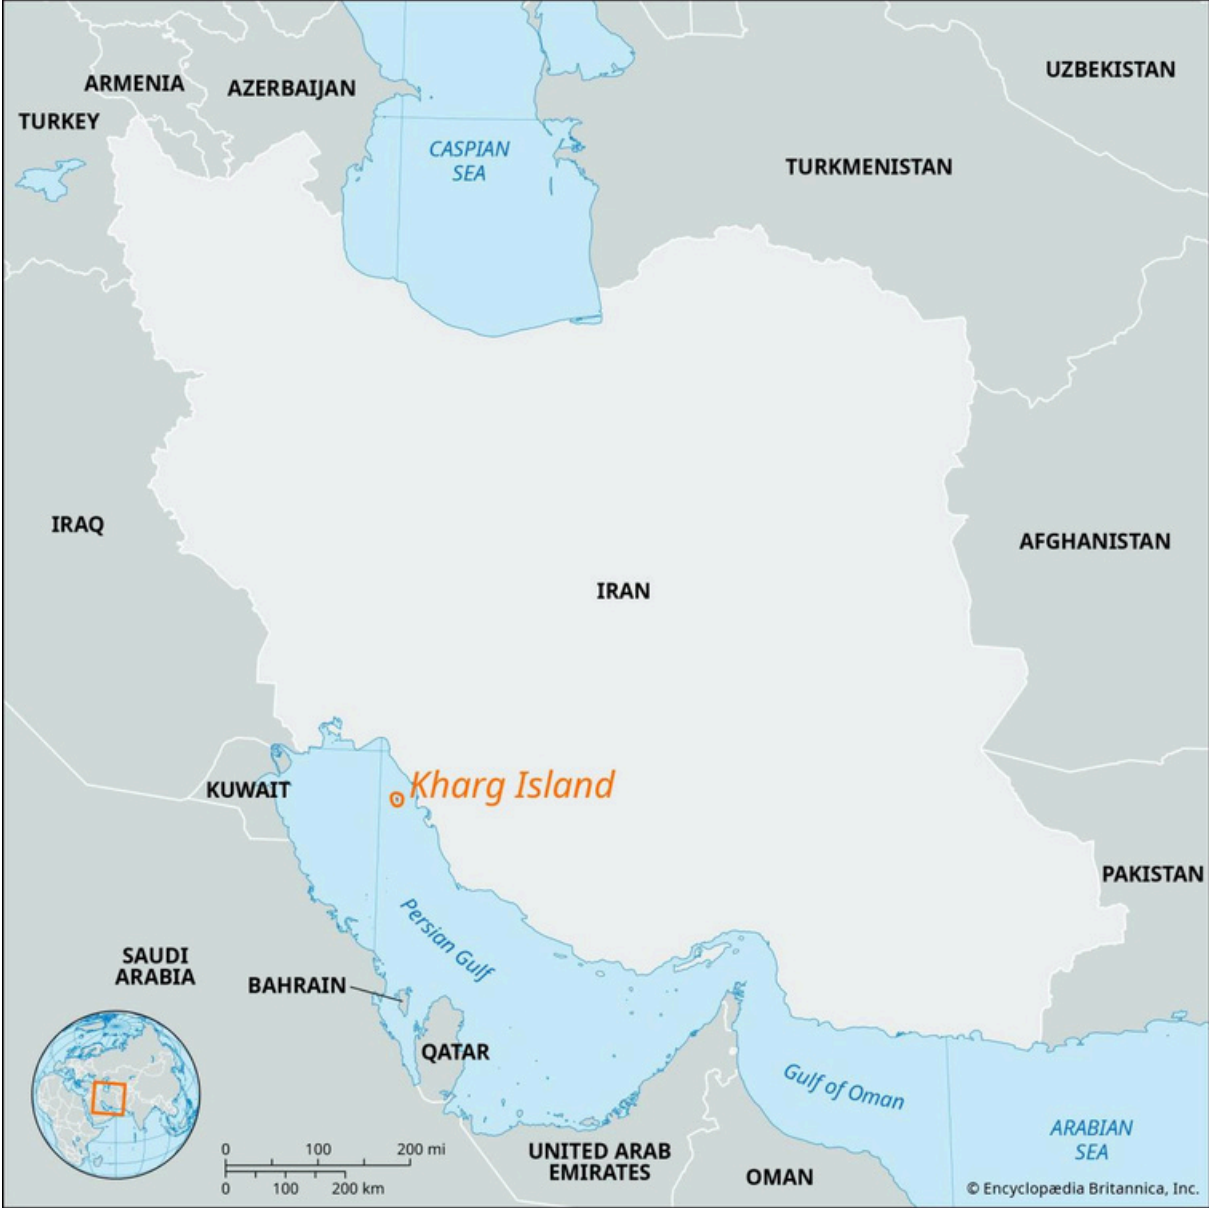 UZBEKISTAN
ARMENIA
AZERBAIJAN
TURKEY
CASPIAN
SEA
TURKMENISTAN
IRAQ
AFGHANISTAN
IRAN
Kharg Island
KUWAIT
PAKISTAN
Persian Gulf
SAUDI
ARABIA
BAHRAIN
QATAR
Gulf of Oman
ARABIAN
SEA
UNITED ARAB
EMIRATES
OMAN
0 100 200 mi
0 100 200 km
© Encyclopædia Britannica, Inc.